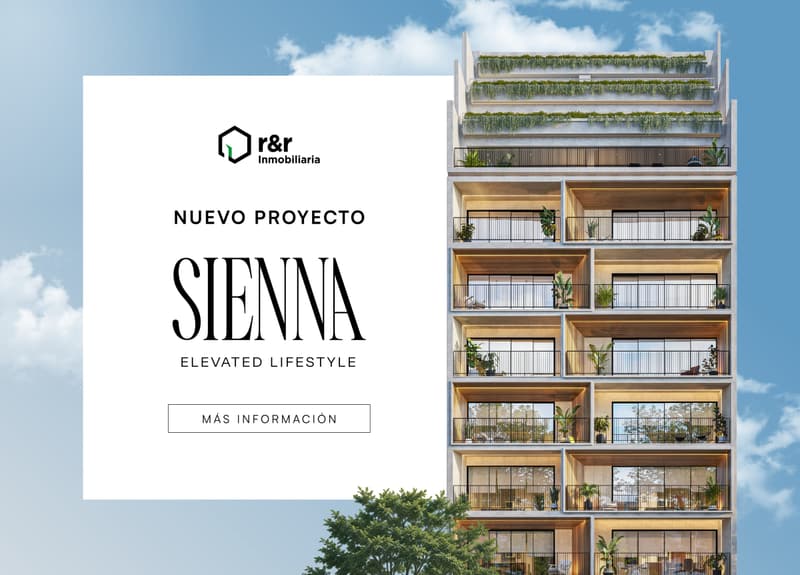 r&r
Inmobiliaria
NUEVO PROYECTO
SIENNA
ELEVATED LIFESTYLE
MÁS INFORMACIÓN